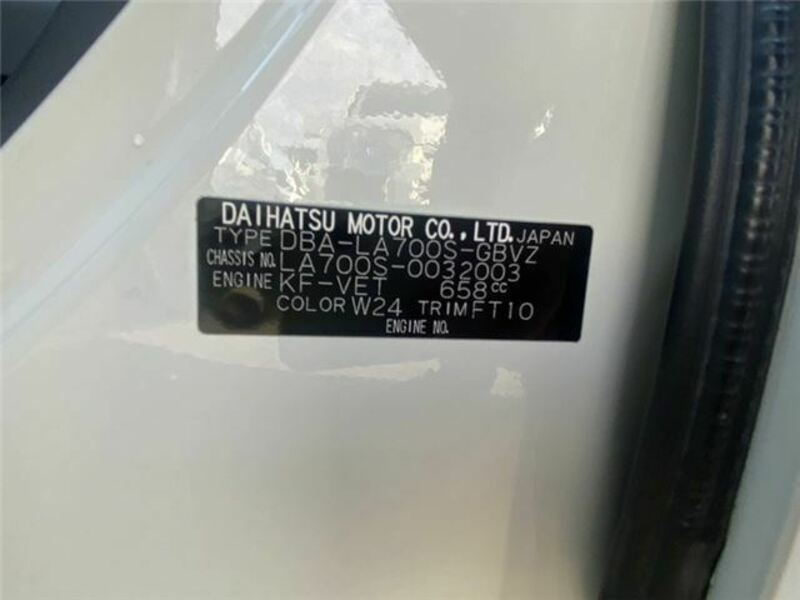 DAIHATSU MOTOR CO.,LTD. JAPAN
TYPE DBA-LA700S-GBVZ
CHASSIS NO. LA700S-0032003
ENGINE KF-VET 658cc
COLOR W24 TRIM FT10
ENGINE NO.